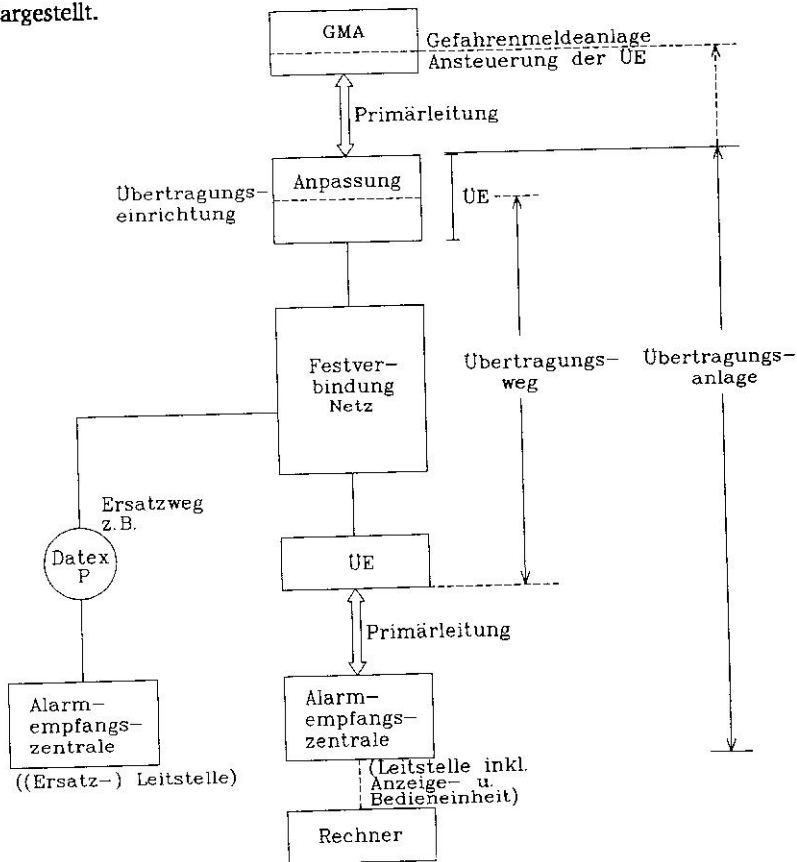 argestellt.
GMA
Gefahrenmeldeanlage
Ansteuerung der ÜE
Primärleitung
Anpassung
Übertragungs-
einrichtung
ÜE
Festver-
bindung
Netz
Übertragungs-
weg
Übertragungs-
anlage
Ersatzweg
z.B.
Datex
P
ÜE
Primärleitung
Alarm-
empfangs-
zentrale
((Ersatz-) Leitstelle)
Alarm-
empfangs-
zentrale
(Leitstelle inkl.
Anzeige- u.
Bedieneinheit)
Rechner